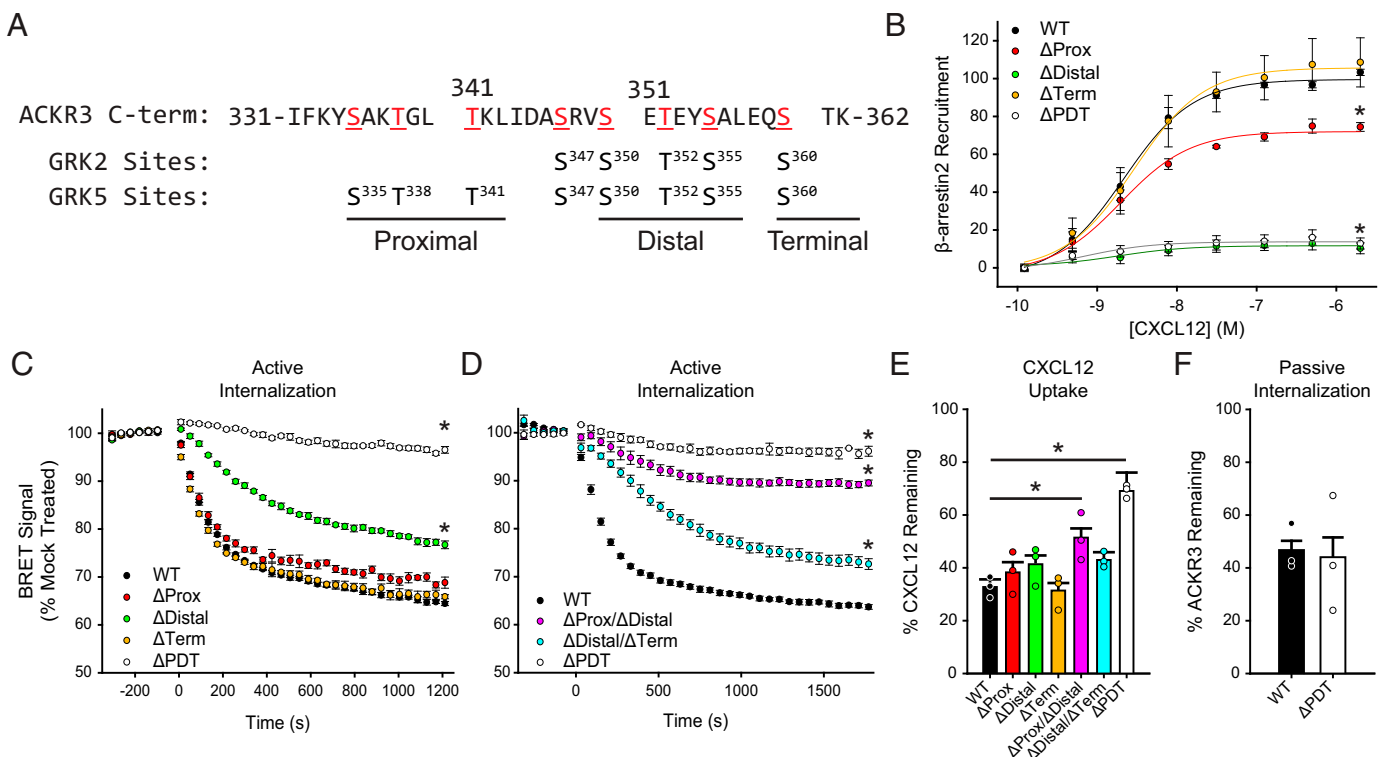 A
341 351
ACKR3 C-term: 331-IFKYSAKTGL TKLIDASRVS ETEYSALEQS TK-362
GRK2 Sites: S347 S350 T352 S355 S360
GRK5 Sites: S335 T338 T341 S347 S350 T352 S355 S360
Proximal Distal Terminal
B
β-arrestin2 Recruitment
120
100
80
60
40
20
0
WT
ΔProx
ΔDistal
ΔTerm
ΔPDT
*
*
-10 -9 -8 -7 -6
[CXCL12] (M)
C
Active
Internalization
BRET Signal
(% Mock Treated)
100
90
80
70
60
50
*
*
WT
ΔProx
ΔDistal
ΔTerm
ΔPDT
-200 0 200 400 600 800 1000 1200
Time (s)
D
Active
Internalization
100
90
80
70
60
50
*
*
*
WT
ΔProx/ΔDistal
ΔDistal/ΔTerm
ΔPDT
0 500 1000 1500
Time (s)
E
CXCL12
Uptake
% CXCL12 Remaining
100
80
60
40
20
0
*
*
WT
ΔProx
ΔDistal
ΔTerm
ΔProx/ΔDistal
ΔDistal/ΔTerm
ΔPDT
F
Passive
Internalization
% ACKR3 Remaining
100
80
60
40
20
0
WT
ΔPDT